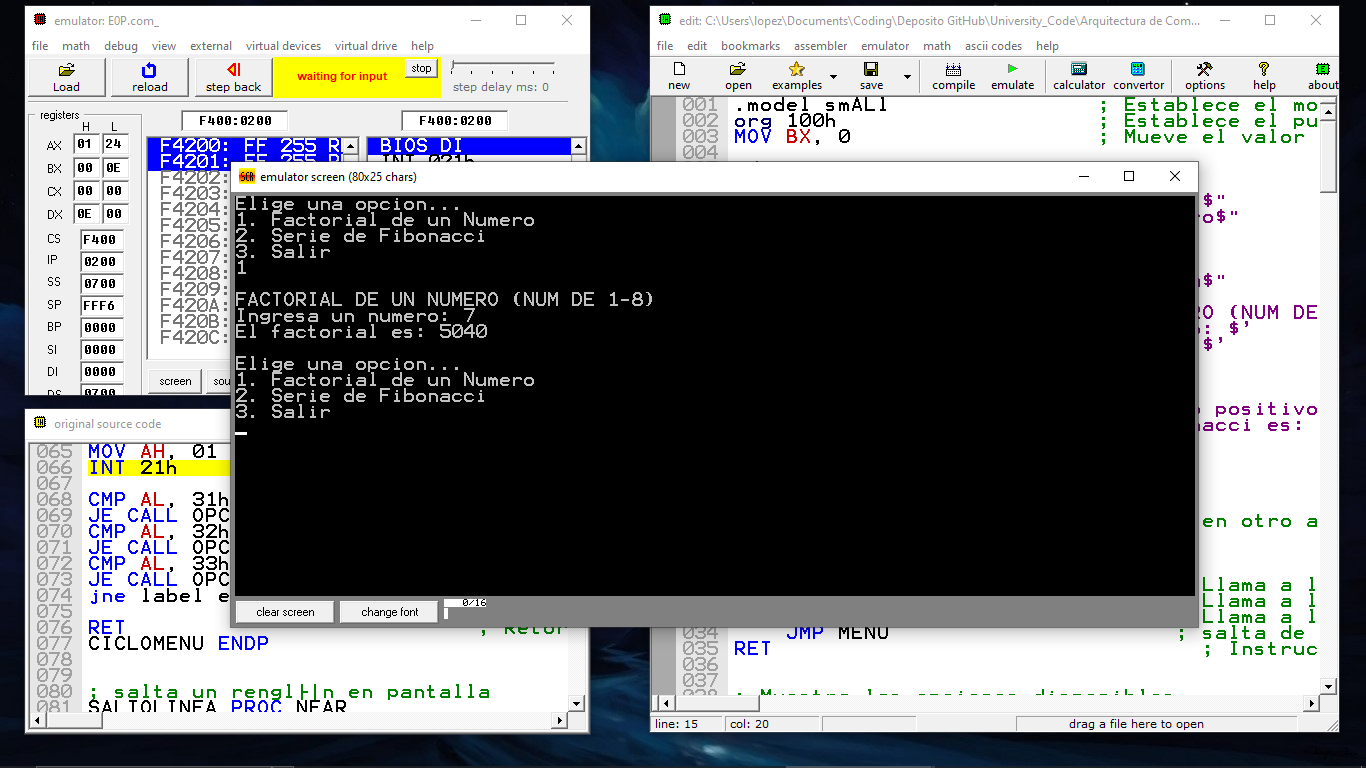 emulator: E0P.com_
file math debug view external virtual devices virtual drive help
Load
reload
step back
waiting for input
stop
step delay ms: 0
registers
H L
AX 01 24
BX 00 0E
CX 00 00
DX 0E 00
CS F400
IP 0200
SS 0700
SP FFF6
BP 0000
SI 0000
DI 0000
DS 0700
F400:0200
F400:0200
F4200: FF 255 R
F4201: FF 255 R
F4202:
F4203:
F4204:
F4205:
F4206:
F4207:
F4208:
F4209:
F420A:
F420B:
F420C:
BIOS DI
INT 021h
screen
sou
edit: C:\Users\lopez\Documents\Coding\Deposito GitHub\University_Code\Arquitectura de Com...
file edit bookmarks assembler emulator math ascii codes help
new open examples save compile emulate calculator convertor options help about
001 .model smALl ; Establece el mo
002 org 100h ; Establece el pu
003 MOV BX, 0 ; Mueve el valor
004
$"
ro$"
$"
RO (NUM DE
: $'
$'
positivo
nacci es:
en otro a
Llama a l
Llama a l
Llama a l
034 JMP MENU ; salta de
035 RET ; Instruc
036
037
038 ; Muestra las opciones disponibles
line: 15
col: 20
drag a file here to open
emulator screen (80x25 chars)
Elige una opcion...
1. Factorial de un Numero
2. Serie de Fibonacci
3. Salir
1
FACTORIAL DE UN NUMERO (NUM DE 1-8)
Ingresa un numero: 7
El factorial es: 5040
Elige una opcion...
1. Factorial de un Numero
2. Serie de Fibonacci
3. Salir
clear screen
change font
0/16
original source code
065 MOV AH, 01
066 INT 21h
067
068 CMP AL, 31h
069 JE CALL OPC
070 CMP AL, 32h
071 JE CALL OPC
072 CMP AL, 33h
073 JE CALL OPC
074 jne label e
075
076 RET ; Retor
077 CICLOMENU ENDP
078
079
080 ; salta un rengl├│n en pantalla
081 SALTOLINEA PROC NEAR